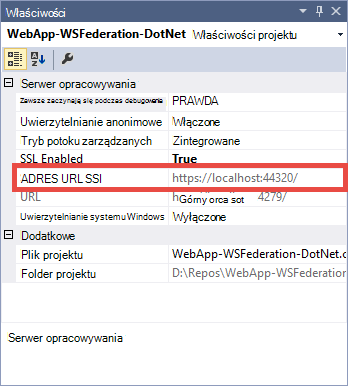 Właściwości
WebApp-WSFederation-DotNet Właściwości projektu
Serwer opracowywania
Zawsze zaczynają się podczas debugowanie PRAWDA
Uwierzytelnianie anonimowe Włączone
Tryb potoku zarządzanych Zintegrowane
SSL Enabled True
ADRES URL SSl https://localhost:44320/
URL Górny orca sot 4279/
Uwierzytelnianie systemu Windows Wyłączone
Dodatkowe
Plik projektu WebApp-WSFederation-DotNet.c
Folder projektu D:\Repos\WebApp-WSFederation
Serwer opracowywania